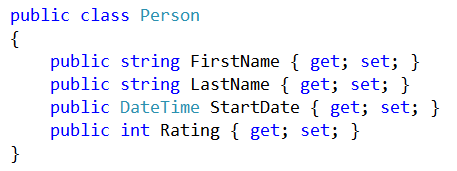 public class Person
{
    public string FirstName { get; set; }
    public string LastName { get; set; }
    public DateTime StartDate { get; set; }
    public int Rating { get; set; }
}